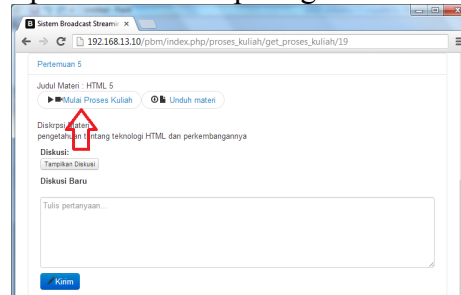 Sistem Broadcast Streamin
192.168.13.10/pbm/index.php/proses_kuliah/get_proses_kuliah/19
Pertemuan 5
Judul Materi : HTML 5
Mulai Proses Kuliah
Unduh materi
Diskrpsi Materi
pengetahuan tentang teknologi HTML dan perkembangannya
Diskusi:
Tampilkan Diskusi
Diskusi Baru
Tulis pertanyaan...
Kirim